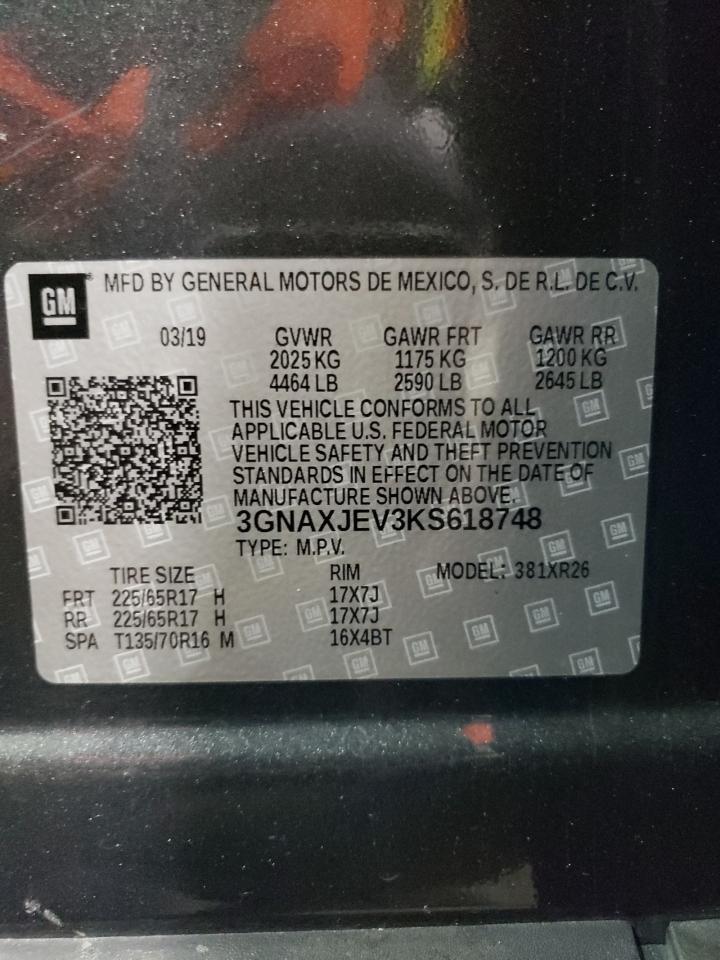 GM
MFD BY GENERAL MOTORS DE MEXICO, S. DE R.L. DE C.V.
03/19 GVWR GAWR FRT GAWR RR
2025 KG 1175 KG 1200 KG
4464 LB 2590 LB 2645 LB
THIS VEHICLE CONFORMS TO ALL
APPLICABLE U.S. FEDERAL MOTOR
VEHICLE SAFETY AND THEFT PREVENTION
STANDARDS IN EFFECT ON THE DATE OF
MANUFACTURE SHOWN ABOVE.
3GNAXJEV3KS618748
TYPE: M.P.V.
TIRE SIZE RIM MODEL: 381XR26
FRT 225/65R17 H 17X7J
RR 225/65R17 H 17X7J
SPA T135/70R16 M 16X4BT